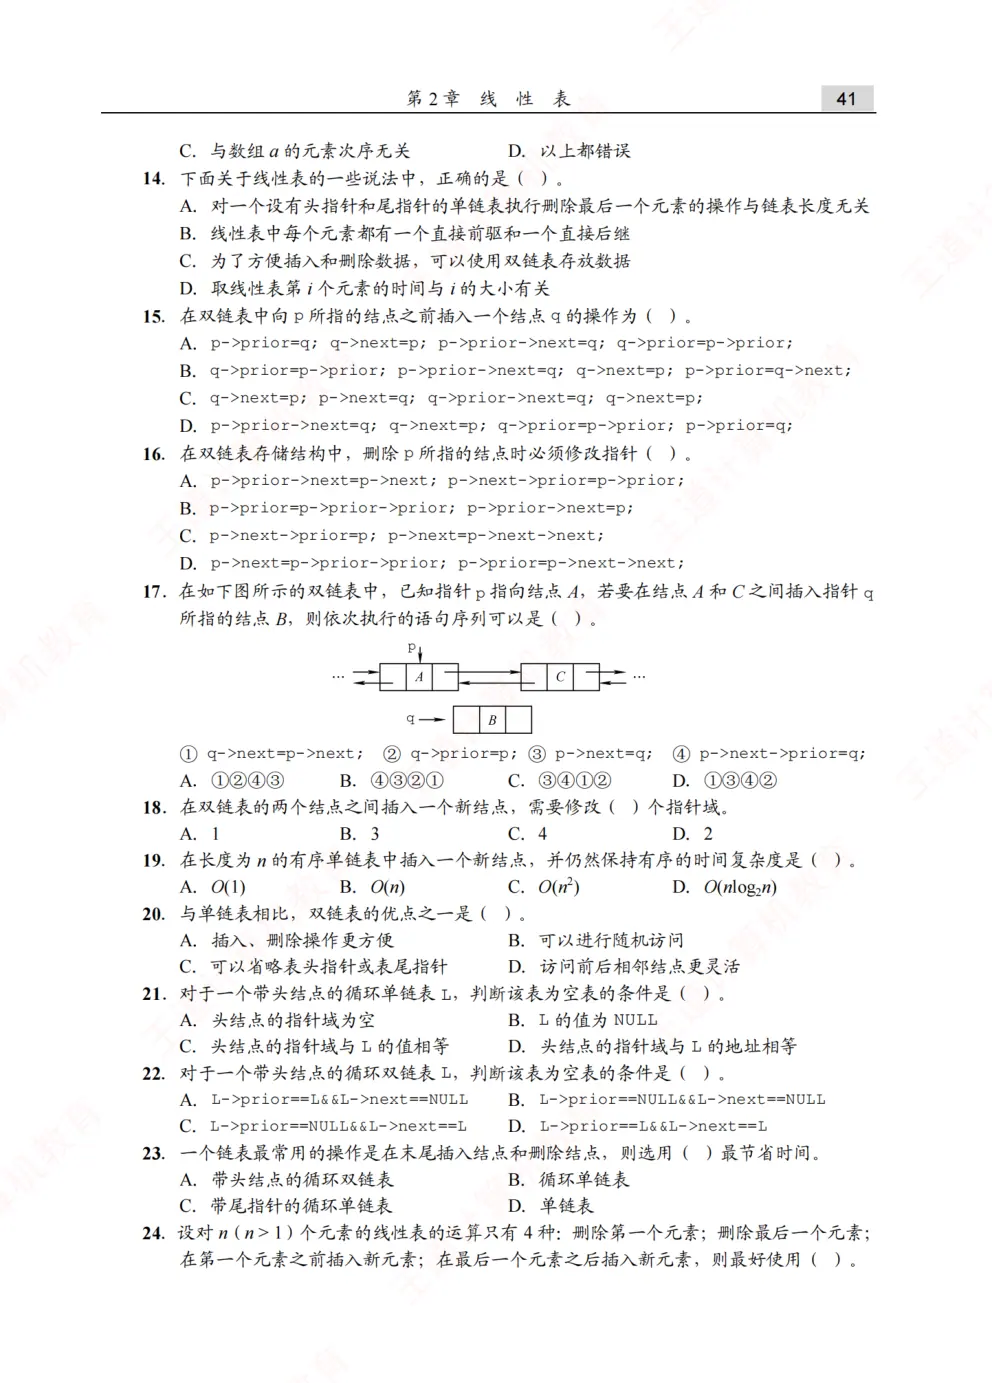 第2章 线 性 表 41
C. 与数组 a 的元素次序无关 D. 以上都错误
14. 下面关于线性表的一些说法中，正确的是（ ）。
A. 对一个设有头指针和尾指针的单链表执行删除最后一个元素的操作与链表长度无关
B. 线性表中每个元素都有一个直接前驱和一个直接后继
C. 为了方便插入和删除数据，可以使用双链表存放数据
D. 取线性表第 i 个元素的时间与 i 的大小有关
15. 在双链表中向 p 所指的结点之前插入一个结点 q 的操作为（ ）。
A. p->prior=q; q->next=p; p->prior->next=q; q->prior=p->prior;
B. q->prior=p->prior; p->prior->next=q; q->next=p; p->prior=q->next;
C. q->next=p; p->next=q; q->prior->next=q; q->next=p;
D. p->prior->next=q; q->next=p; q->prior=p->prior; p->prior=q;
16. 在双链表存储结构中，删除 p 所指的结点时必须修改指针（ ）。
A. p->prior->next=p->next; p->next->prior=p->prior;
B. p->prior=p->prior->prior; p->prior->next=p;
C. p->next->prior=p; p->next=p->next->next;
D. p->next=p->prior->prior; p->prior=p->next->next;
17. 在如下图所示的双链表中，已知指针 p 指向结点 A，若要在结点 A 和 C 之间插入指针 q
所指的结点 B，则依次执行的语句序列可以是（ ）。
p
… A C …
q B
① q->next=p->next; ② q->prior=p; ③ p->next=q; ④ p->next->prior=q;
A. ①②④③ B. ④③②① C. ③④①② D. ①③④②
18. 在双链表的两个结点之间插入一个新结点，需要修改（ ）个指针域。
A. 1 B. 3 C. 4 D. 2
19. 在长度为 n 的有序单链表中插入一个新结点，并仍然保持有序的时间复杂度是（ ）。
A. O(1) B. O(n) C. O(n²) D. O(nlog₂n)
20. 与单链表相比，双链表的优点之一是（ ）。
A. 插入、删除操作更方便 B. 可以进行随机访问
C. 可以省略表头指针或表尾指针 D. 访问前后相邻结点更灵活
21. 对于一个带头结点的循环单链表 L，判断该表为空表的条件是（ ）。
A. 头结点的指针域为空 B. L 的值为 NULL
C. 头结点的指针域与 L 的值相等 D. 头结点的指针域与 L 的地址相等
22. 对于一个带头结点的循环双链表 L，判断该表为空表的条件是（ ）。
A. L->prior==L&&L->next==NULL B. L->prior==NULL&&L->next==NULL
C. L->prior==NULL&&L->next==L D. L->prior==L&&L->next==L
23. 一个链表最常用的操作是在末尾插入结点和删除结点，则选用（ ）最节省时间。
A. 带头结点的循环双链表 B. 循环单链表
C. 带尾指针的循环单链表 D. 单链表
24. 设对 n（n＞1）个元素的线性表的运算只有 4 种：删除第一个元素；删除最后一个元素；
在第一个元素之前插入新元素；在最后一个元素之后插入新元素，则最好使用（ ）。